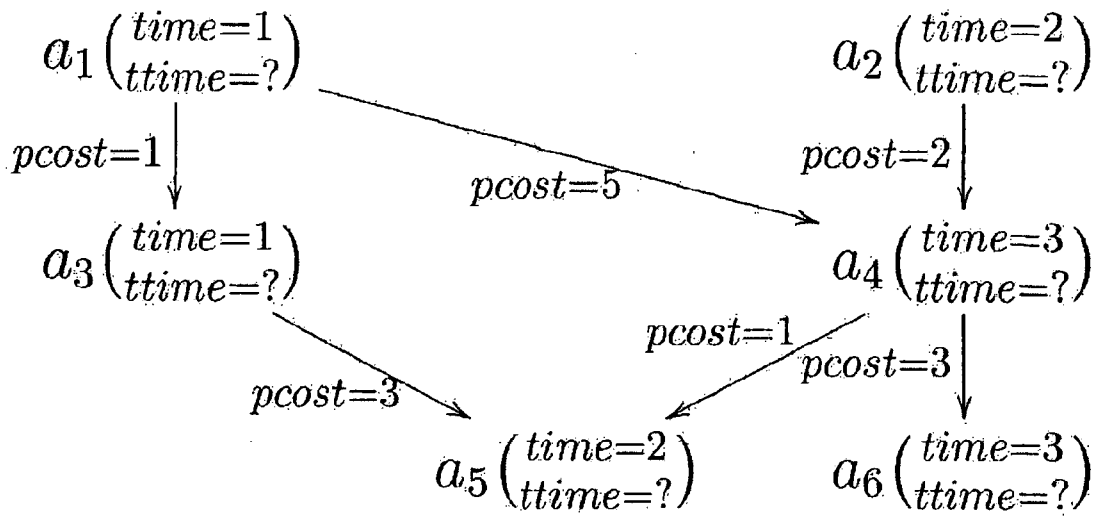 a₁(time=1 ttime=?) a₂(time=2 ttime=?)
pcost=1 pcost=5 pcost=2
a₃(time=1 ttime=?) a₄(time=3 ttime=?)
pcost=3 pcost=1 pcost=3
a₅(time=2 ttime=?) a₆(time=3 ttime=?)